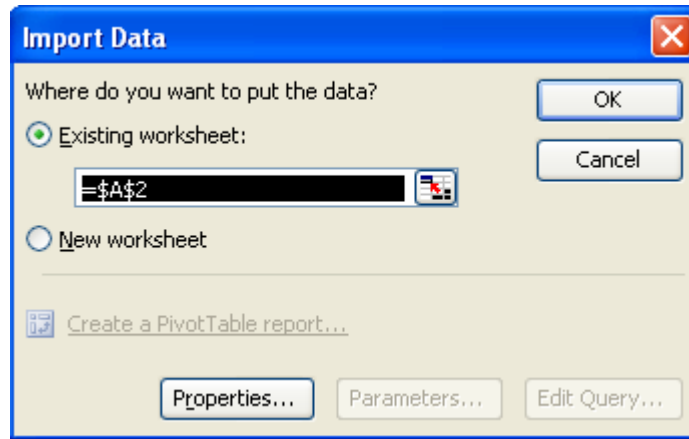 Import Data
Where do you want to put the data?
OK
Existing worksheet:
Cancel
=$A$2
New worksheet
Create a PivotTable report...
Properties... Parameters... Edit Query...